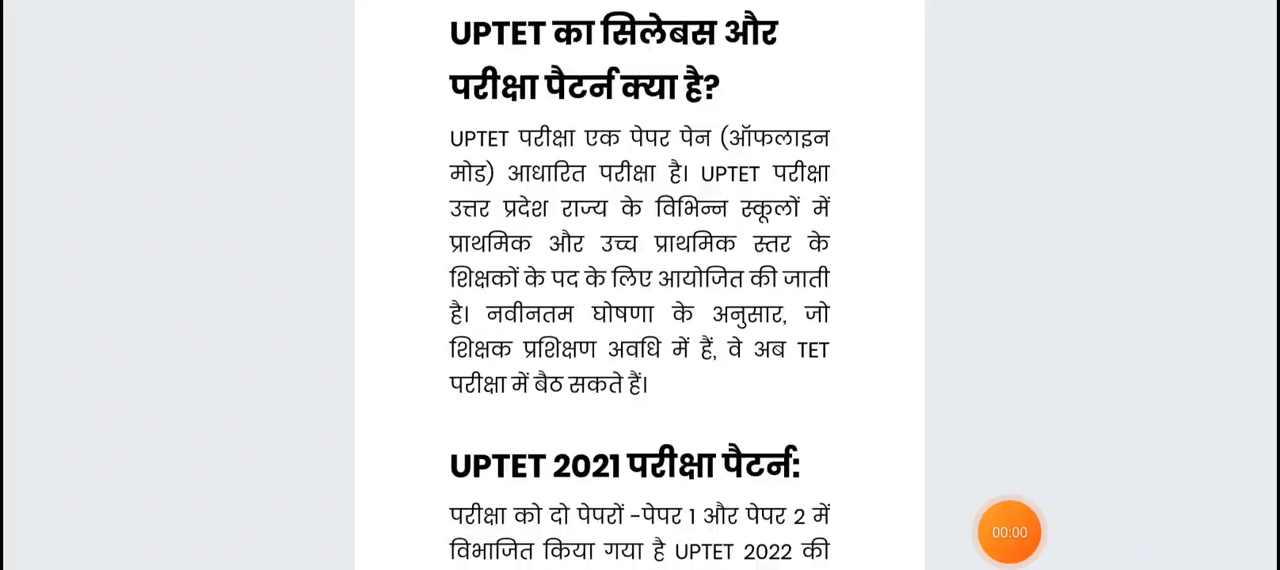 UPTET का सिलेबस और
परीक्षा पैटर्न क्या है?
UPTET परीक्षा एक पेपर पेन (ऑफलाइन
मोड) आधारित परीक्षा है। UPTET परीक्षा
उत्तर प्रदेश राज्य के विभिन्न स्कूलों में
प्राथमिक और उच्च प्राथमिक स्तर के
शिक्षकों के पद के लिए आयोजित की जाती
है। नवीनतम घोषणा के अनुसार, जो
शिक्षक प्रशिक्षण अवधि में हैं, वे अब TET
परीक्षा में बैठ सकते हैं।
UPTET 2021 परीक्षा पैटर्न:
परीक्षा को दो पेपरों -पेपर 1 और पेपर 2 में
विभाजित किया गया है UPTET 2022 की
00:00